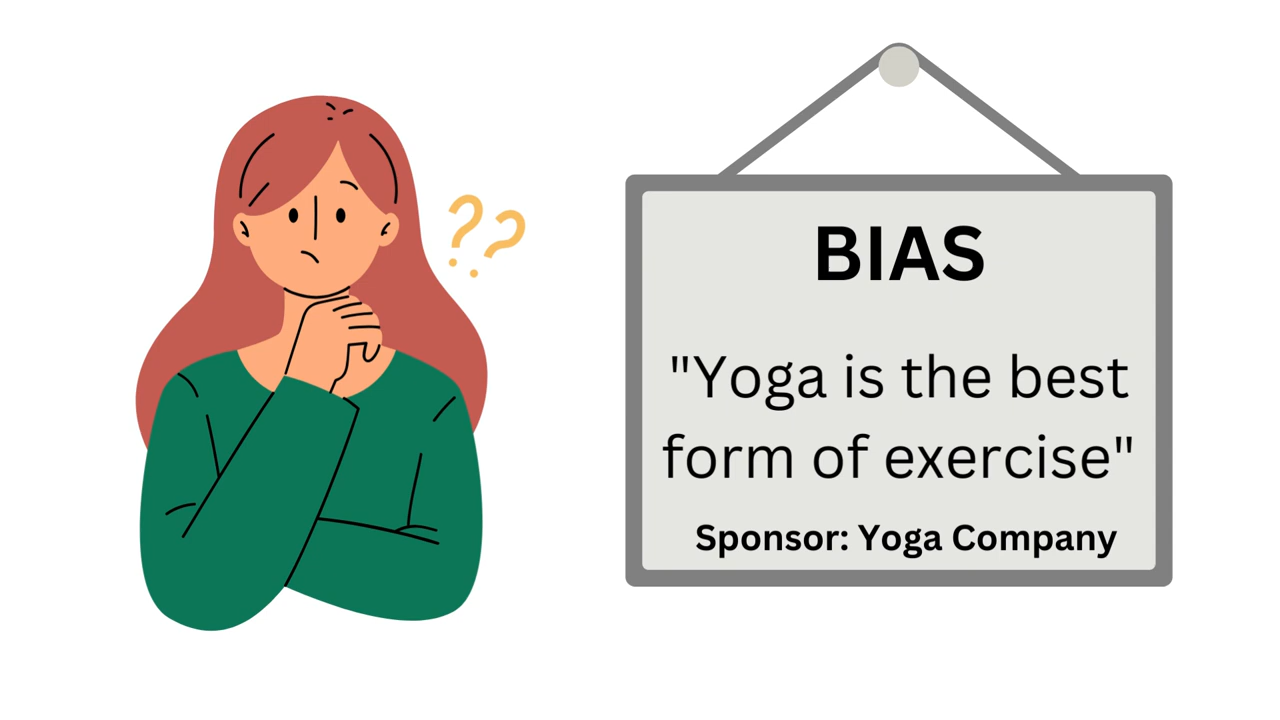 ??
BIAS
"Yoga is the best
form of exercise"
Sponsor: Yoga Company